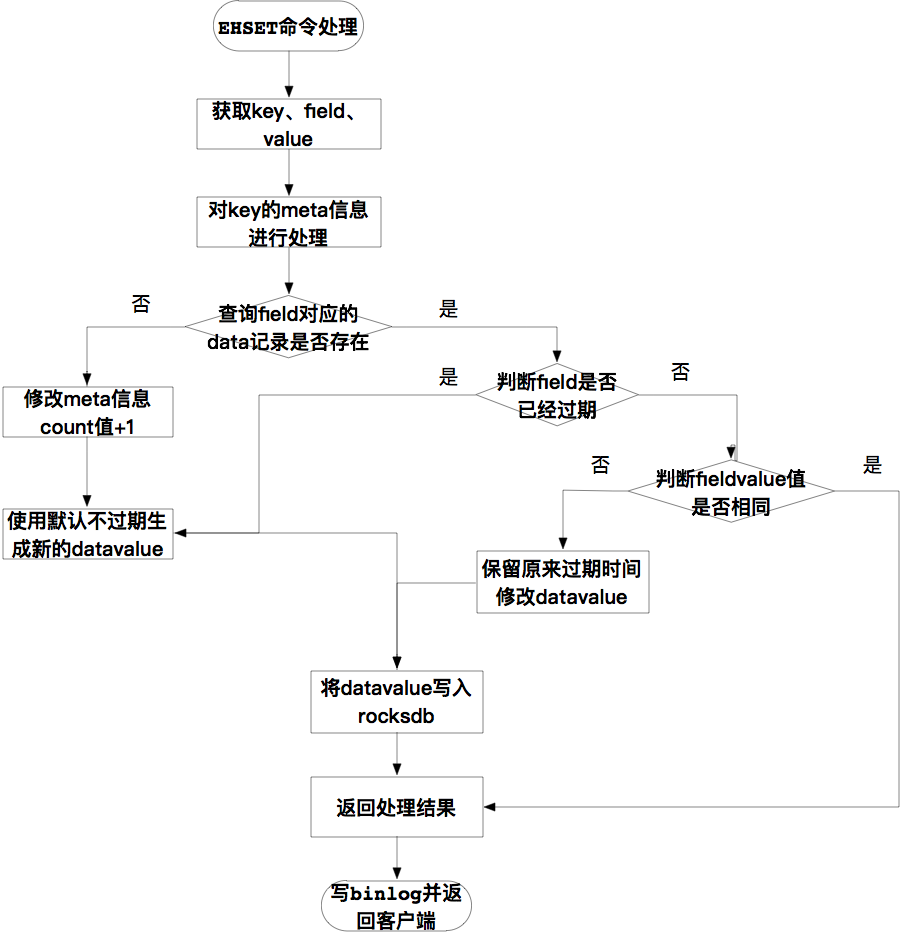 EHSET命令处理
获取key、field、
value
对key的meta信息
进行处理
否
查询field对应的
data记录是否存在
是
修改meta信息
count值+1
是
判断field是否
已经过期
否
使用默认不过期生
成新的datavalue
否
判断fieldvalue值
是否相同
是
保留原来过期时间
修改datavalue
将datavalue写入
rocksdb
返回处理结果
写binlog并返
回客户端